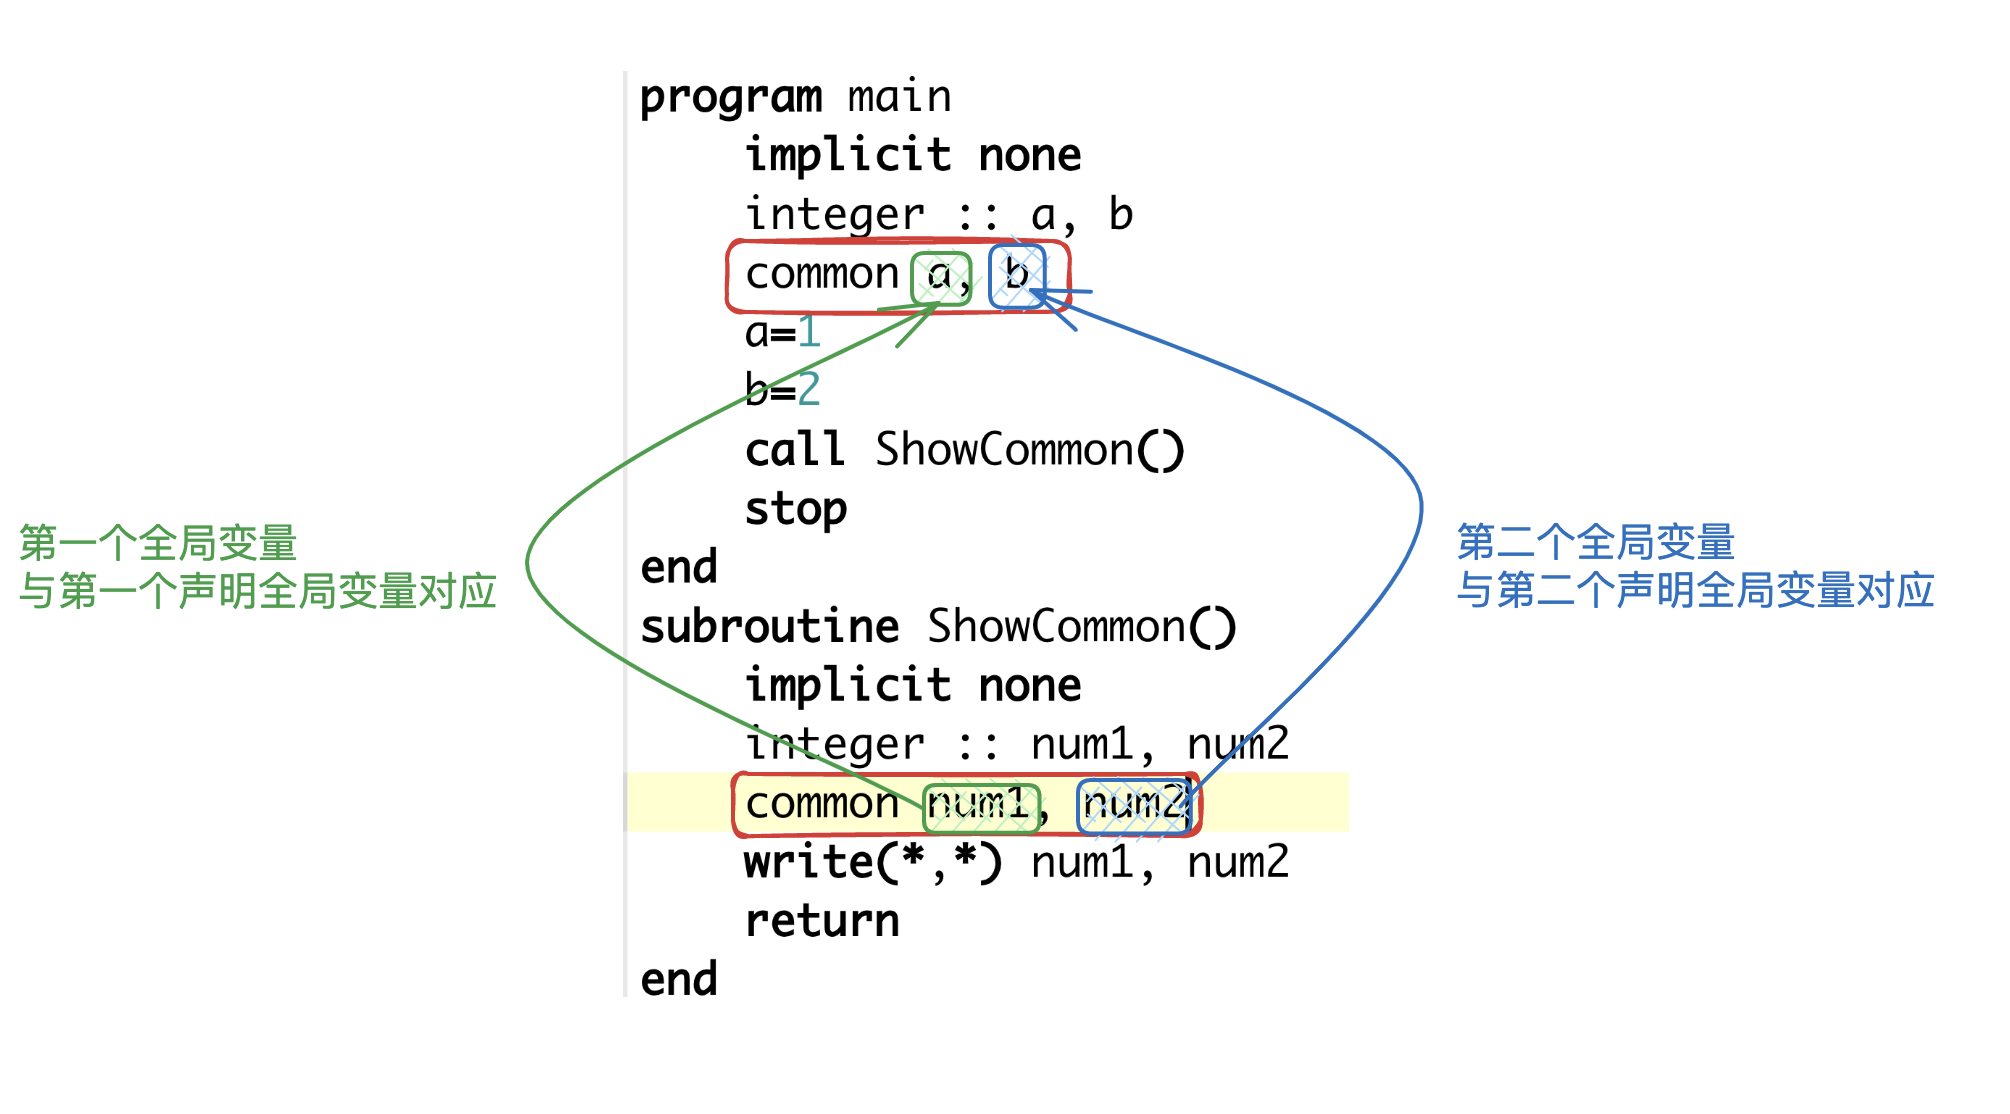 program main
    implicit none
    integer :: a, b
    common a, b
    a=1
    b=2
    call ShowCommon()
    stop
end
subroutine ShowCommon()
    implicit none
    integer :: num1, num2
    common num1, num2
    write(*,*) num1, num2
    return
end
第一个全局变量
与第一个声明全局变量对应
第二个全局变量
与第二个声明全局变量对应